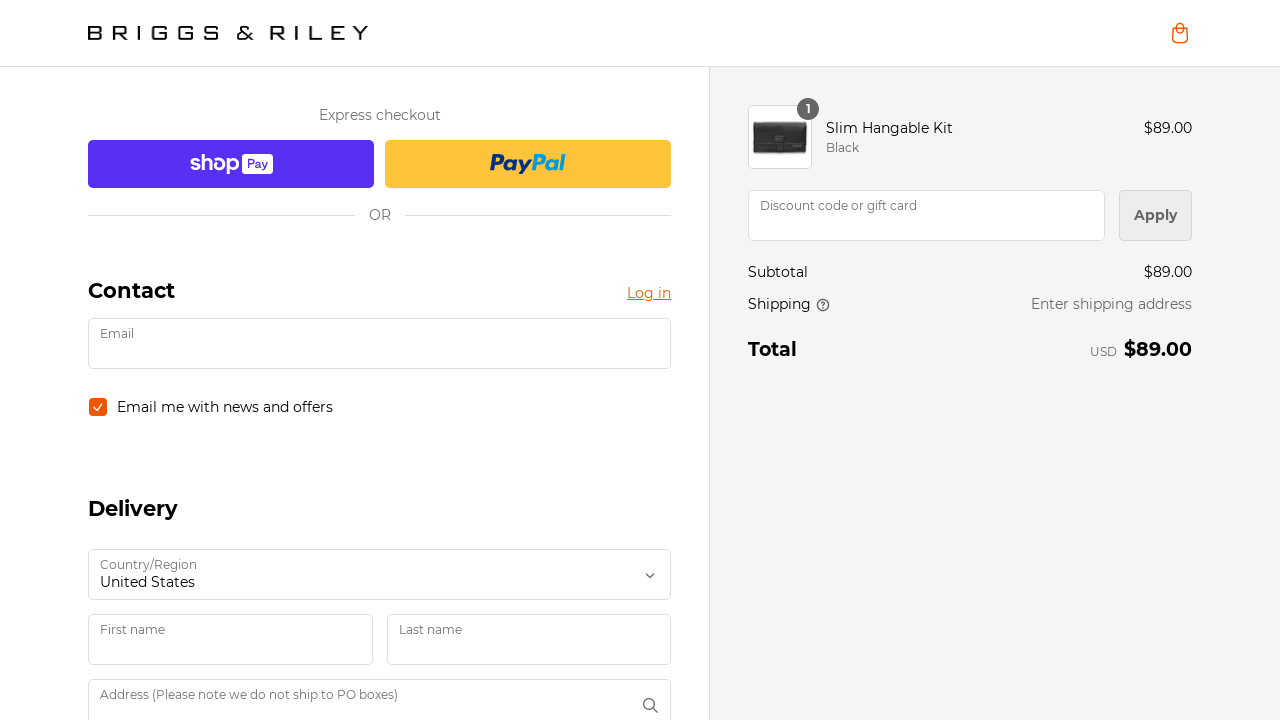 BRIGGS & RILEY
Express checkout
shop Pay
PayPal
OR
Contact
Log in
Email
Email me with news and offers
Delivery
Country/Region
United States
First name
Last name
Address (Please note we do not ship to PO boxes)
1
Slim Hangable Kit
$89.00
Black
Discount code or gift card
Apply
Subtotal
$89.00
Shipping
Enter shipping address
Total
USD $89.00